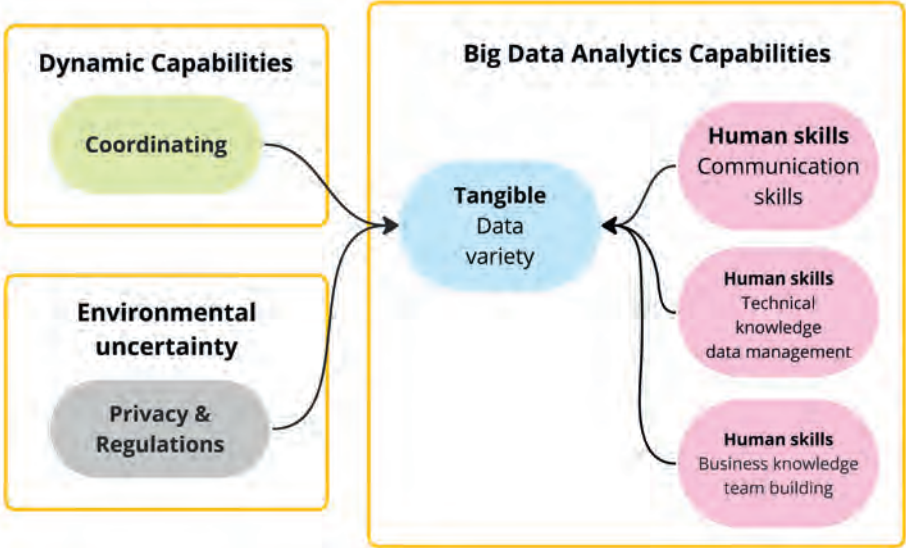 Dynamic Capabilities
Coordinating
Environmental
uncertainty
Privacy &
Regulations
Big Data Analytics Capabilities
Tangible
Data
variety
Human skills
Communication
skills
Human skills
Technical
knowledge
data management
Human skills
Business knowledge
team building